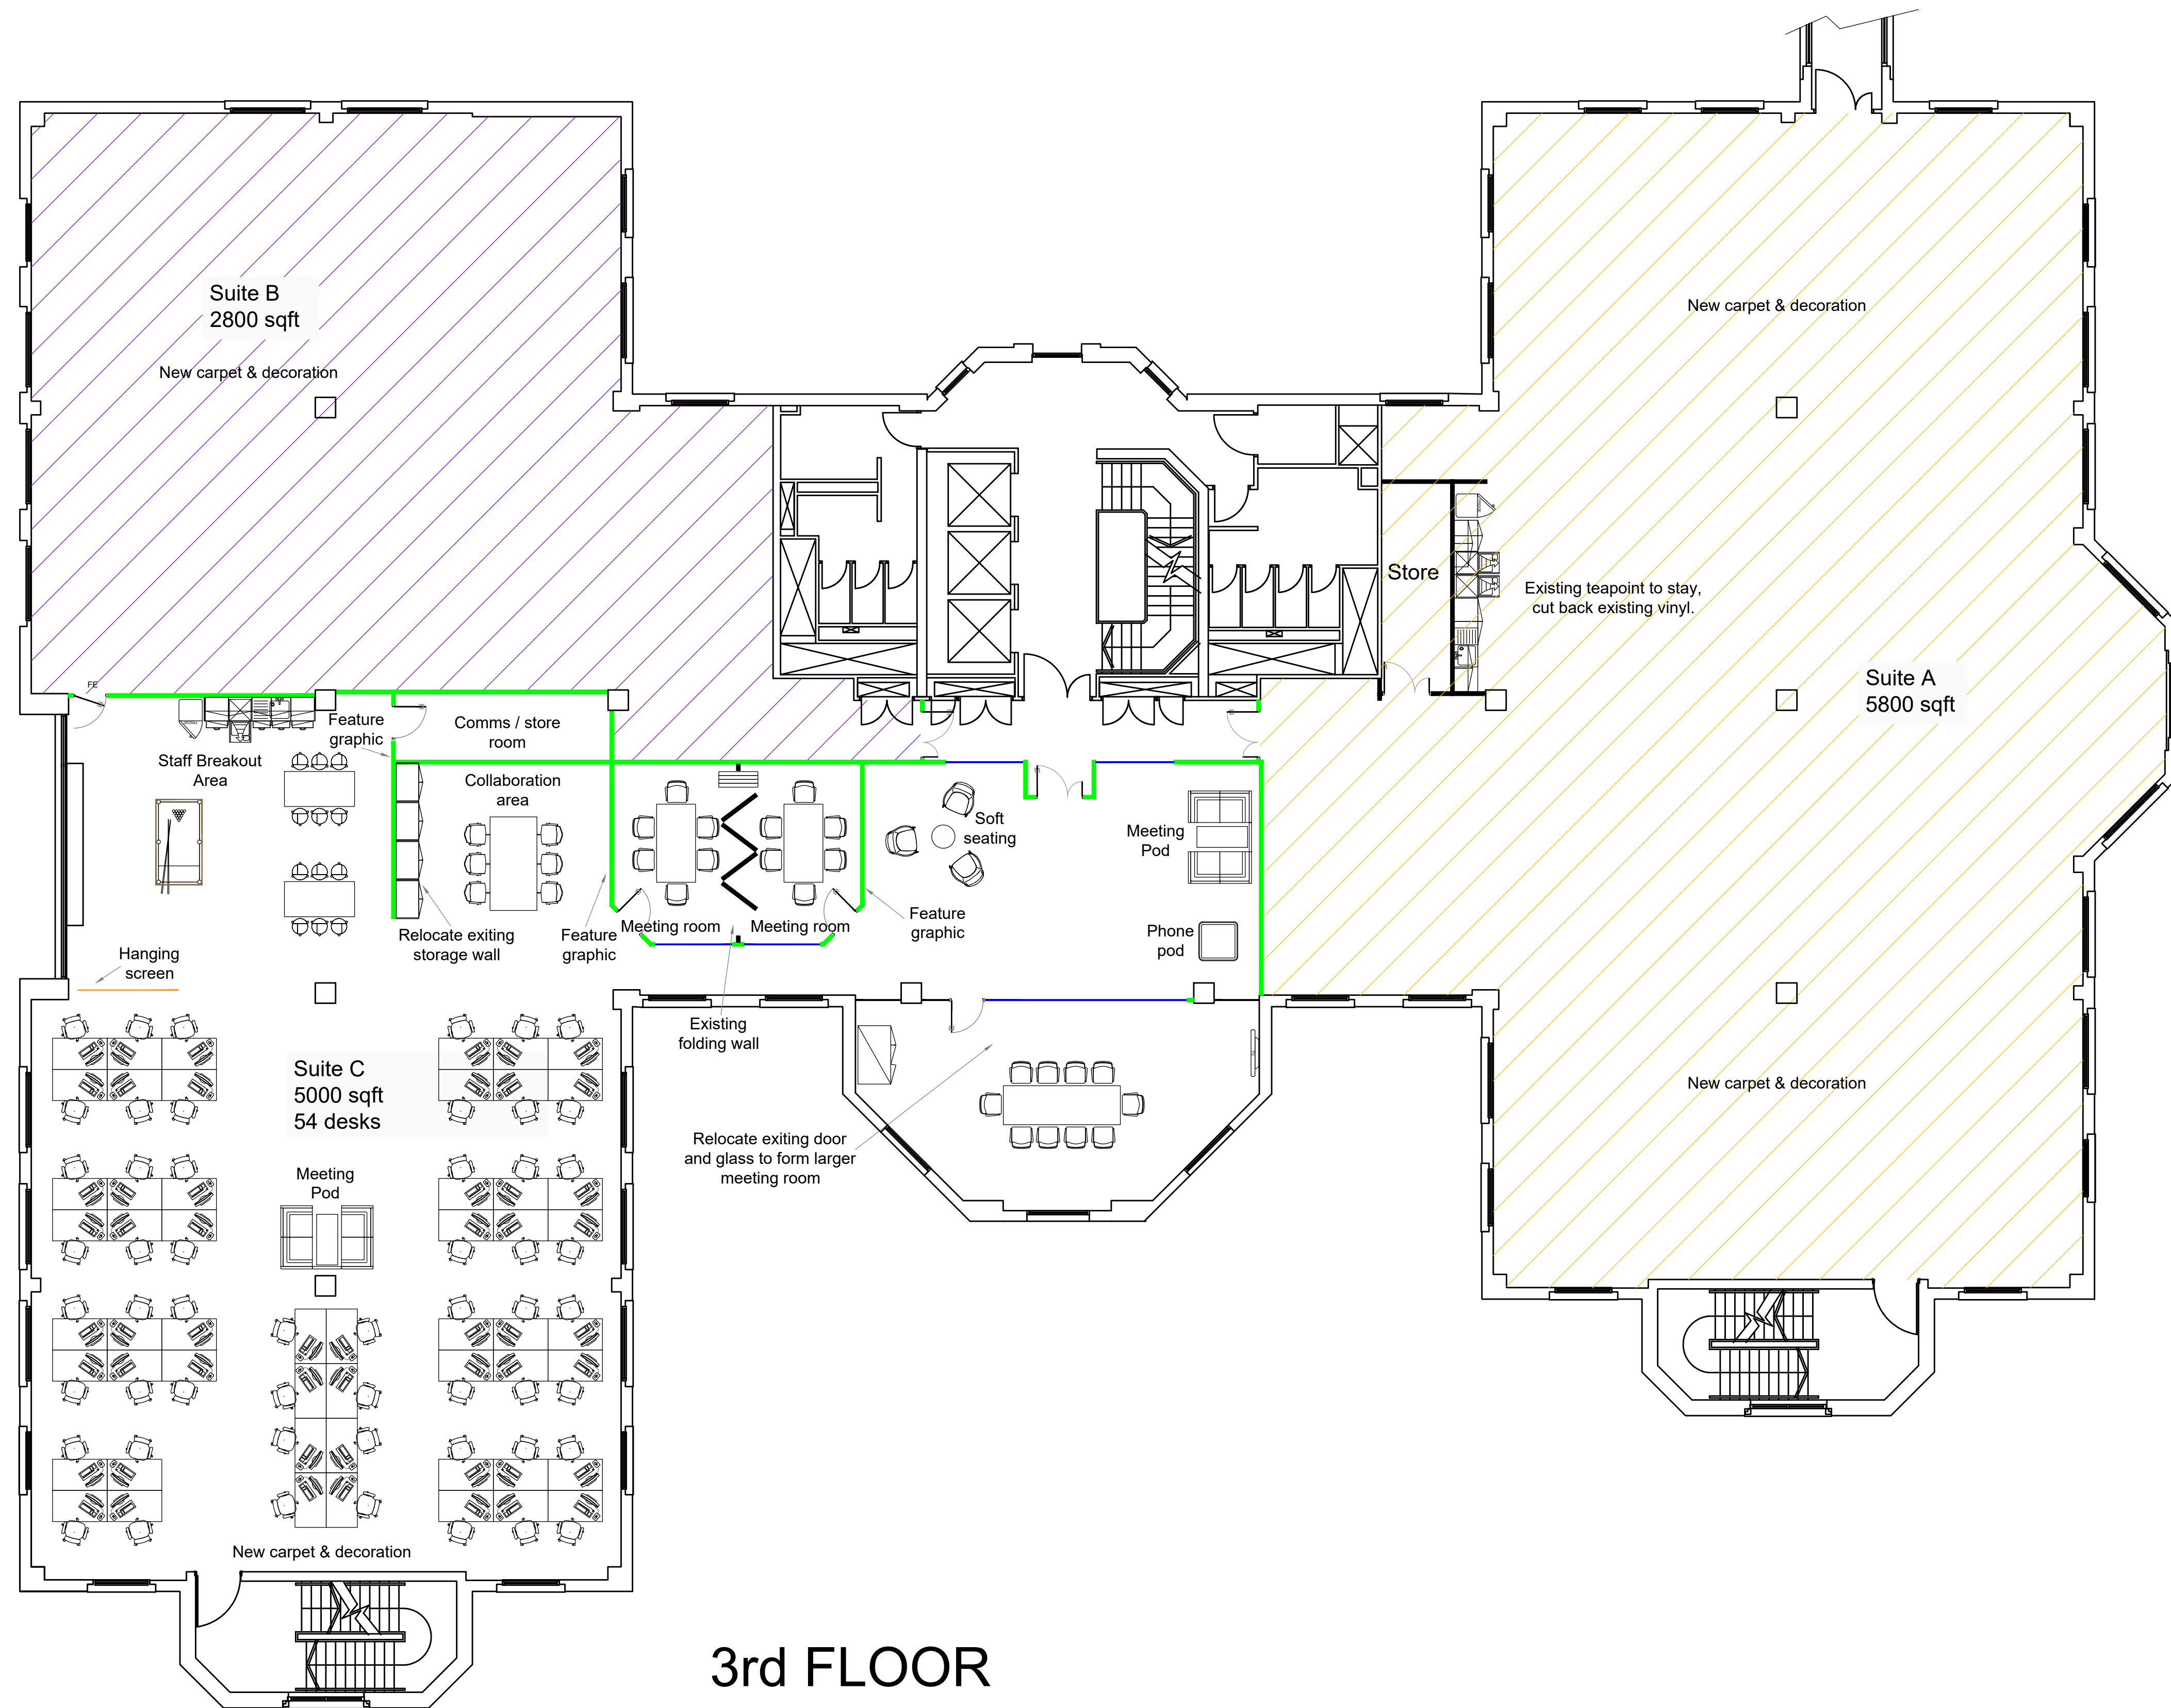 Suite B
2800 sqft
New carpet & decoration
New carpet & decoration
Store
Existing teapoint to stay,
cut back existing vinyl.
Suite A
5800 sqft
FE
Feature
graphic
Comms / store
room
Staff Breakout
Area
Collaboration
area
Soft
seating
Meeting
Pod
Relocate exiting
storage wall
Feature
graphic
Meeting room
Meeting room
Feature
graphic
Phone
pod
Hanging
screen
Existing
folding wall
Suite C
5000 sqft
54 desks
Relocate exiting door
and glass to form larger
meeting room
New carpet & decoration
Meeting
Pod
New carpet & decoration
3rd FLOOR